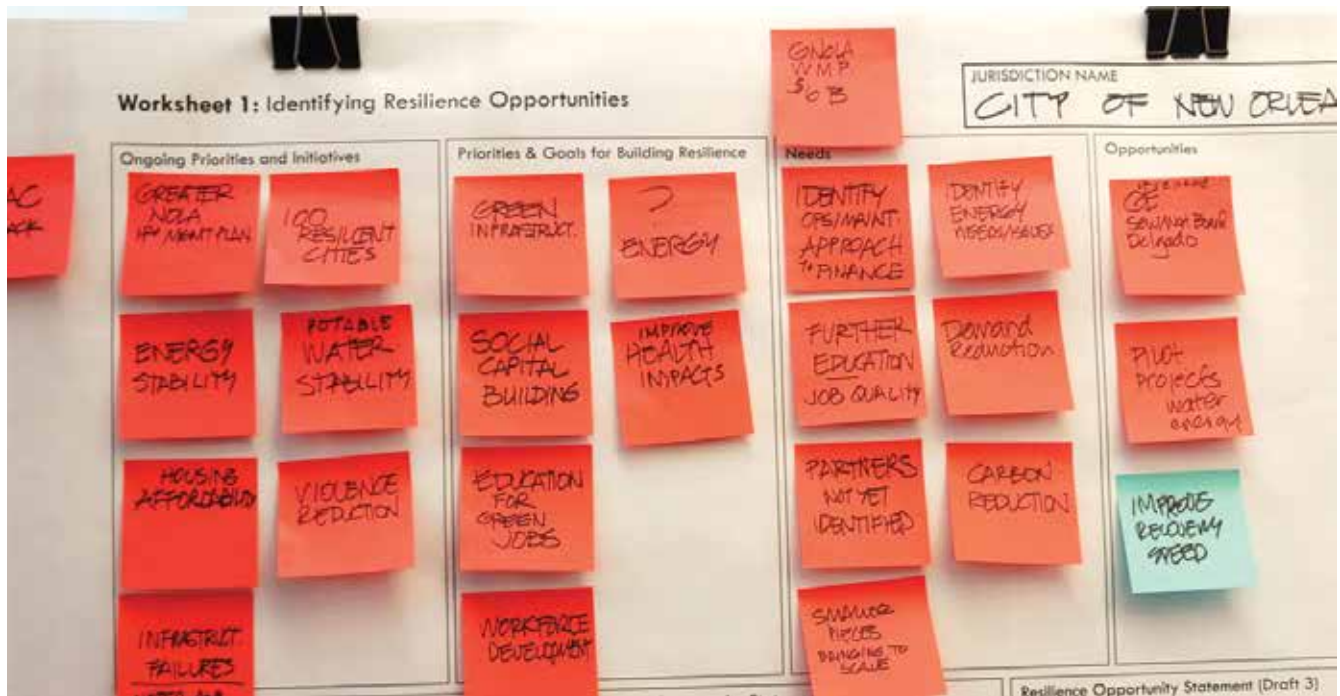 GNOLA
WMP
$6B
JURISDICTION NAME
CITY OF NEW ORLEA
Worksheet 1: Identifying Resilience Opportunities
AC
Ongoing Priorities and Initiatives
GREATER
NOLA
PLAN
100
RESILIENT
CITIES
ENERGY
STABILITY
POTABLE
WATER
STABILITY
HOUSING
AFFORDABILITY
VIOLENCE
REDUCTION
INFRASTRUCT.
FAILURES
Priorities & Goals for Building Resilience
GREEN
INFRASTRUCT.
?
ENERGY
SOCIAL
CAPITAL
BUILDING
IMPROVE
HEALTH
IMPACTS
EDUCATION
FOR
GREEN
JOBS
WORKFORCE
DEVELOPMENT
Needs
IDENTIFY
OPS/MAINT.
APPROACH
TO FINANCE
IDENTIFY
ENERGY
NEEDS/ISSUES
FURTHER
EDUCATION
JOB QUALITY
Demand
Reduction
PARTNERS
NOT YET
IDENTIFIED
CARBON
REDUCTION
SMALLER
PIECES
BRINGING TO
SCALE
Opportunities
Delgado
Pilot
Projects
water
energy
IMPROVE
RECOVERY
SPEED
Resilience Opportunity Statement (Draft 3)